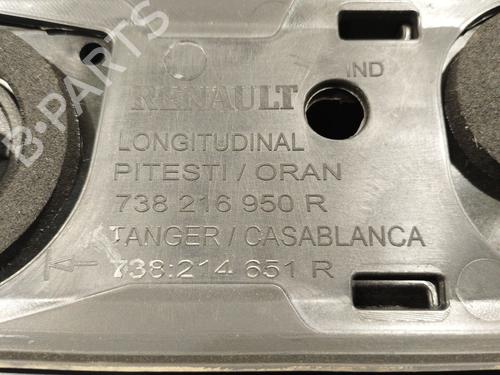 B-PARTS
IND
RENAULT
LONGITUDINAL
PITESTI / ORAN
738 216 950 R
TANGER / CASABLANCA
738 214 651 R